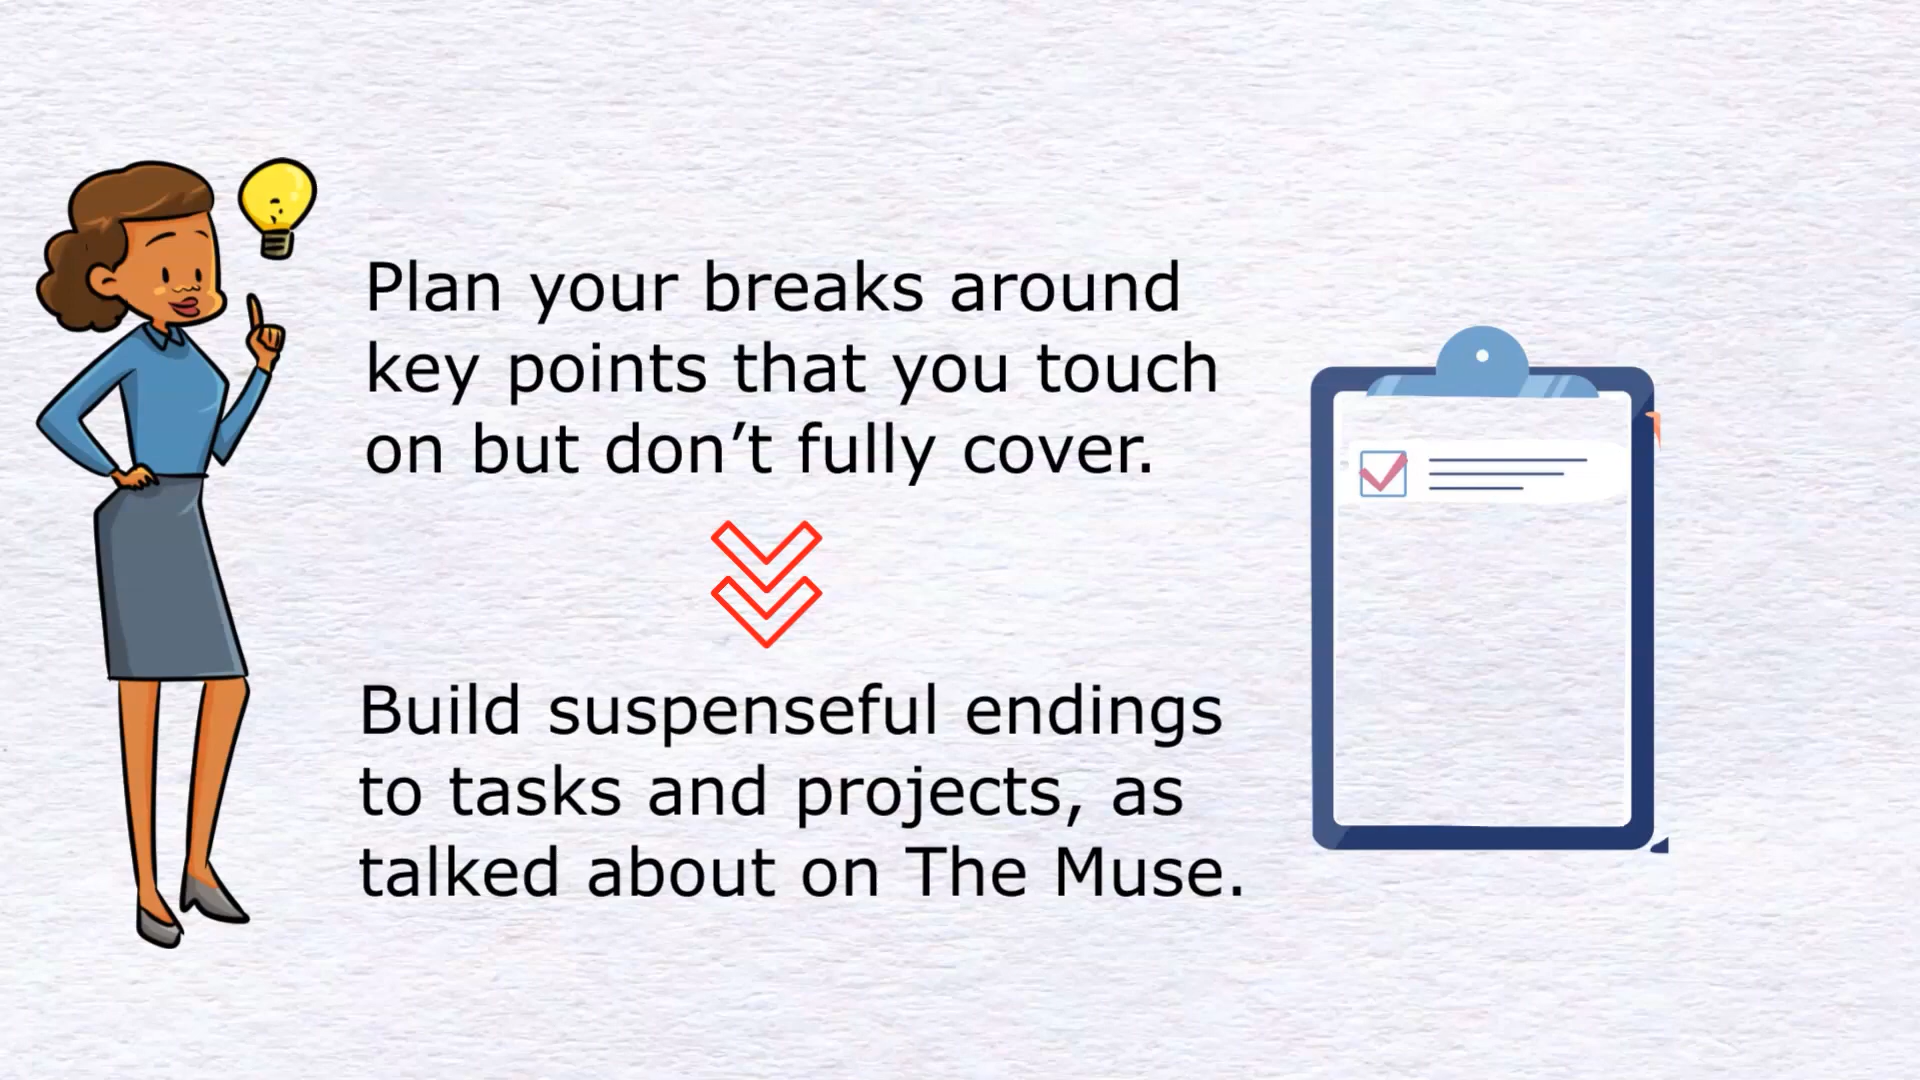 Plan your breaks around
key points that you touch
on but don’t fully cover.
Build suspenseful endings
to tasks and projects, as
talked about on The Muse.